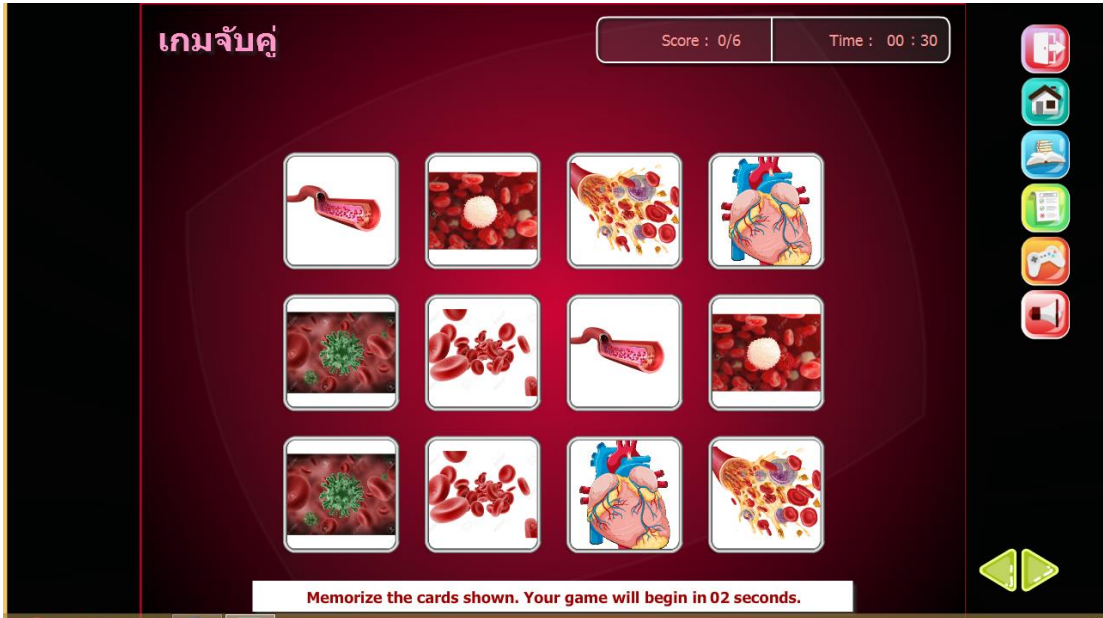 เกมจับคู่
Score : 0/6 Time : 00 : 30
Memorize the cards shown. Your game will begin in 02 seconds.